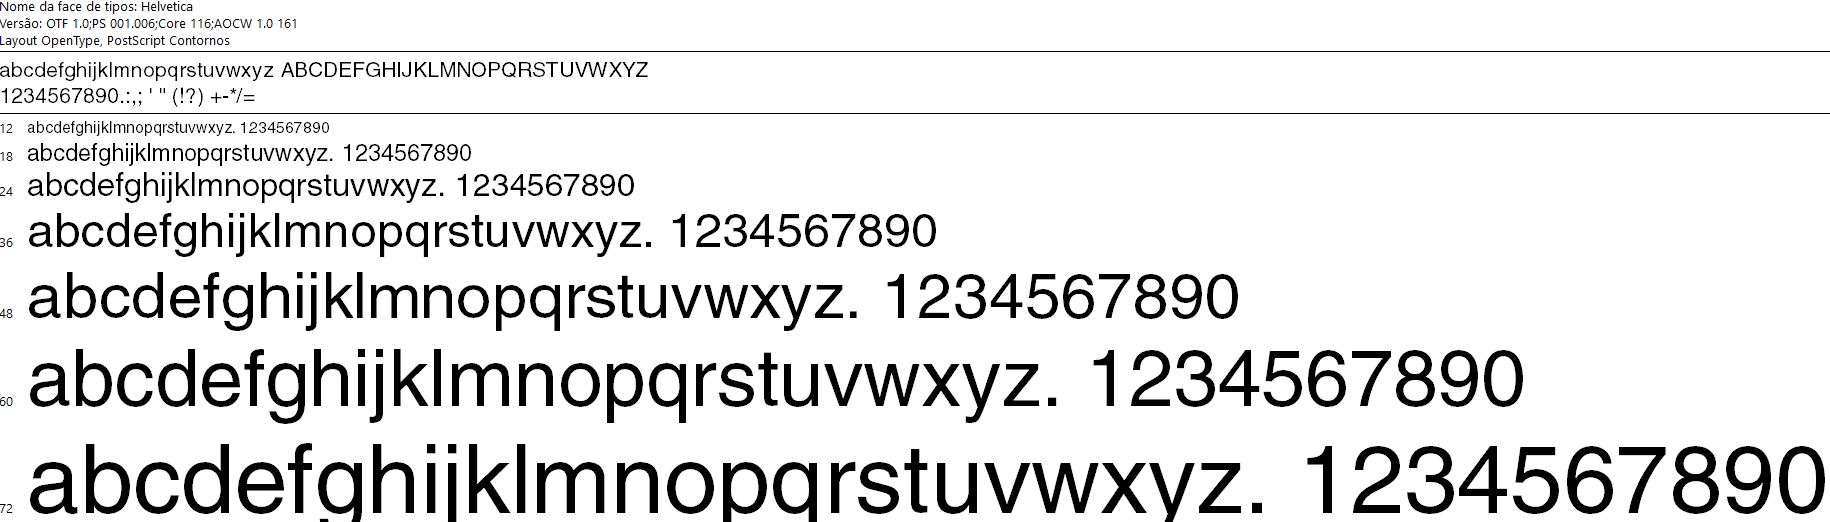 Nome da face de tipos: Helvetica
Versão: OTF 1.0;PS 001.006;Core 116;AOCW 1.0 161
Layout OpenType, PostScript Contornos
abcdefghijklmnopqrstuvwxyz ABCDEFGHIJKLMNOPQRSTUVWXYZ
1234567890.:,; ' " (!?) +-*/=
12 abcdefghijklmnopqrstuvwxyz. 1234567890
18 abcdefghijklmnopqrstuvwxyz. 1234567890
24 abcdefghijklmnopqrstuvwxyz. 1234567890
36 abcdefghijklmnopqrstuvwxyz. 1234567890
48 abcdefghijklmnopqrstuvwxyz. 1234567890
60 abcdefghijklmnopqrstuvwxyz. 1234567890
72 abcdefghijklmnopqrstuvwxyz. 1234567890